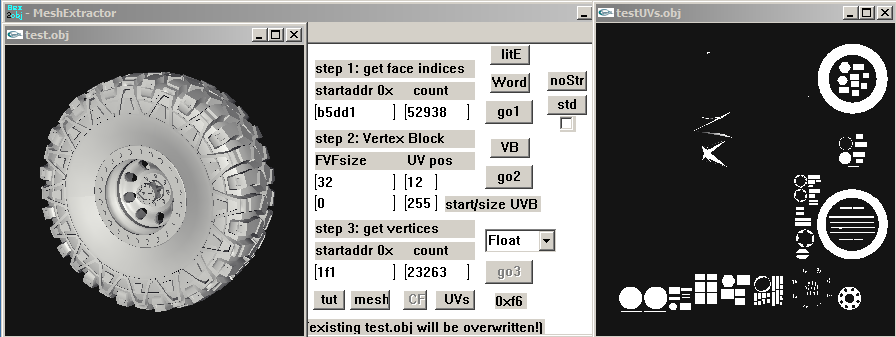 hex 2obj - MeshExtractor
test.obj
litE
step 1: get face indices
Word noStr
startaddr 0x count
std
b5dd1 ] [52938 ]
go1
step 2: Vertex Block
VB
FVFsize UV pos
[32 ] [12 ]
go2
[0 ] [255 ] start/size UVB
step 3: get vertices
Float
startaddr 0x count
[1f1 ] [23263 ]
go3
tut mesh CF UVs 0xf6
existing test.obj will be overwritten!)
testUVs.obj